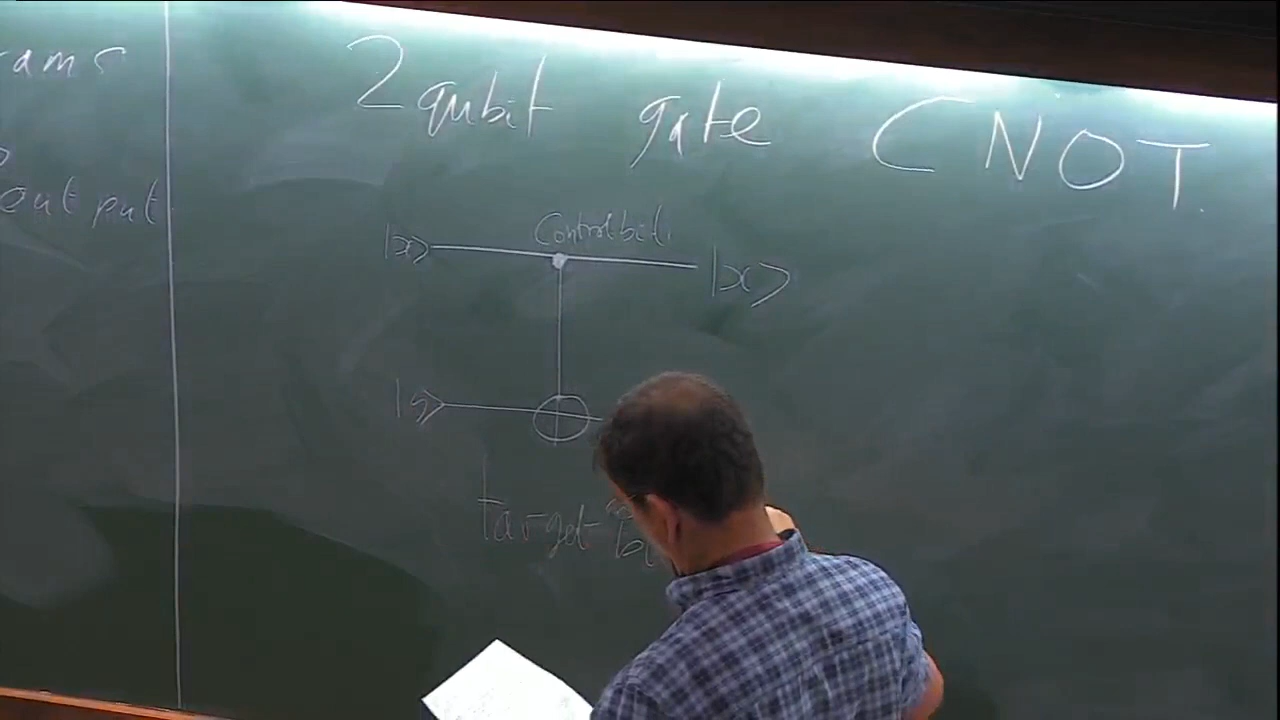 rams
output
2 qubit gate CNOT.
Control bit
|x> |x>
|y>
target